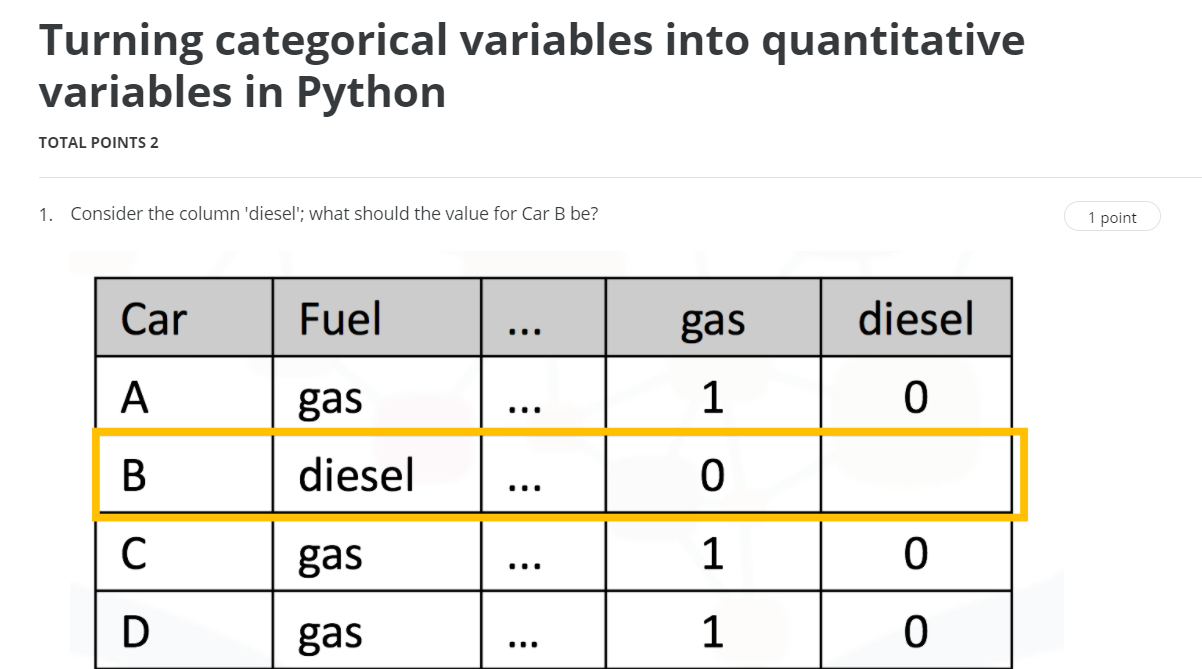 Turning categorical variables into quantitative
variables in Python
TOTAL POINTS 2
1. Consider the column 'diesel'; what should the value for Car B be?
1 point
Car Fuel ... gas diesel
A gas ... 1 0
B diesel ... 0
C gas ... 1 0
D gas ... 1 0